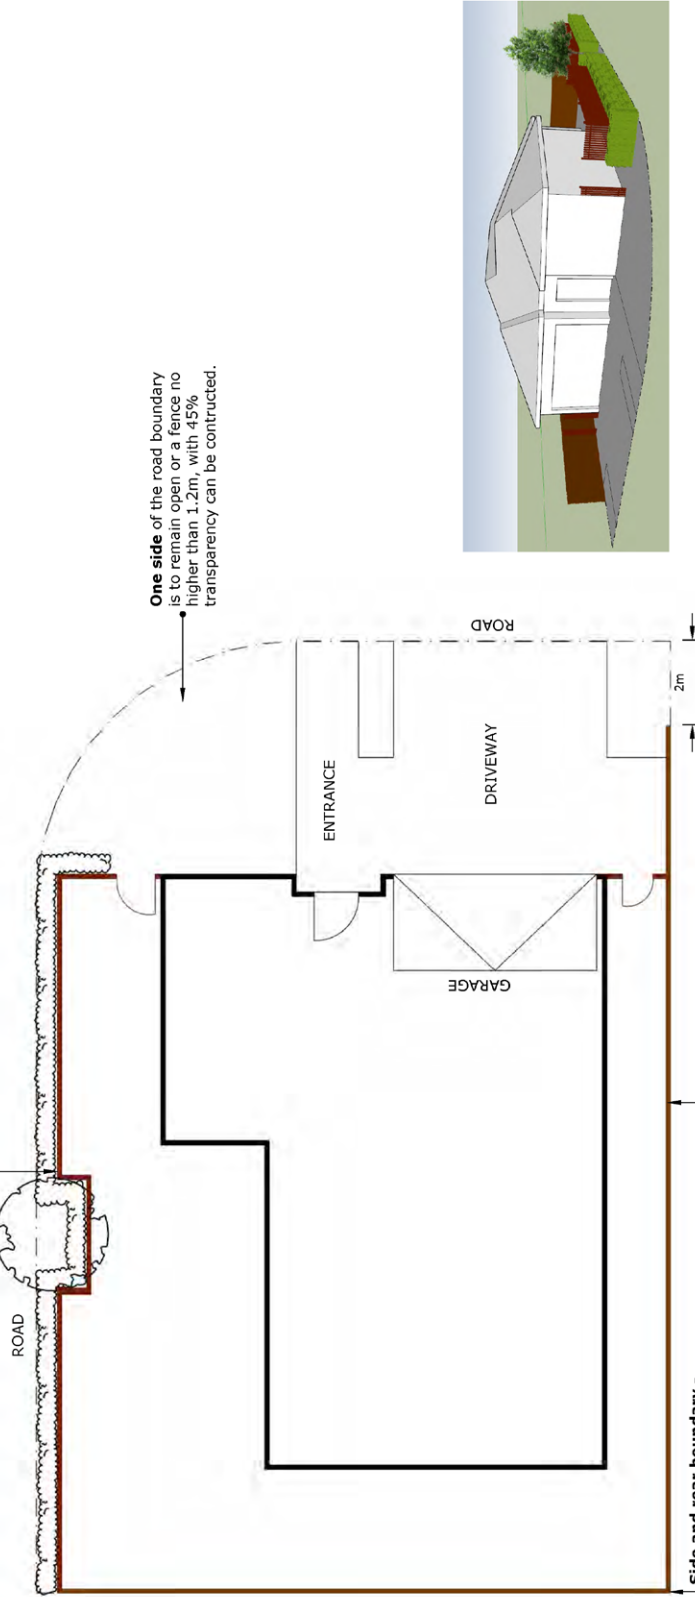 One side of the road boundary
is to remain open or a fence no
higher than 1.2m, with 45%
transparency can be contructed.
ROAD
ENTRANCE
DRIVEWAY
2m
GARAGE
ROAD
Side and rear boundary -